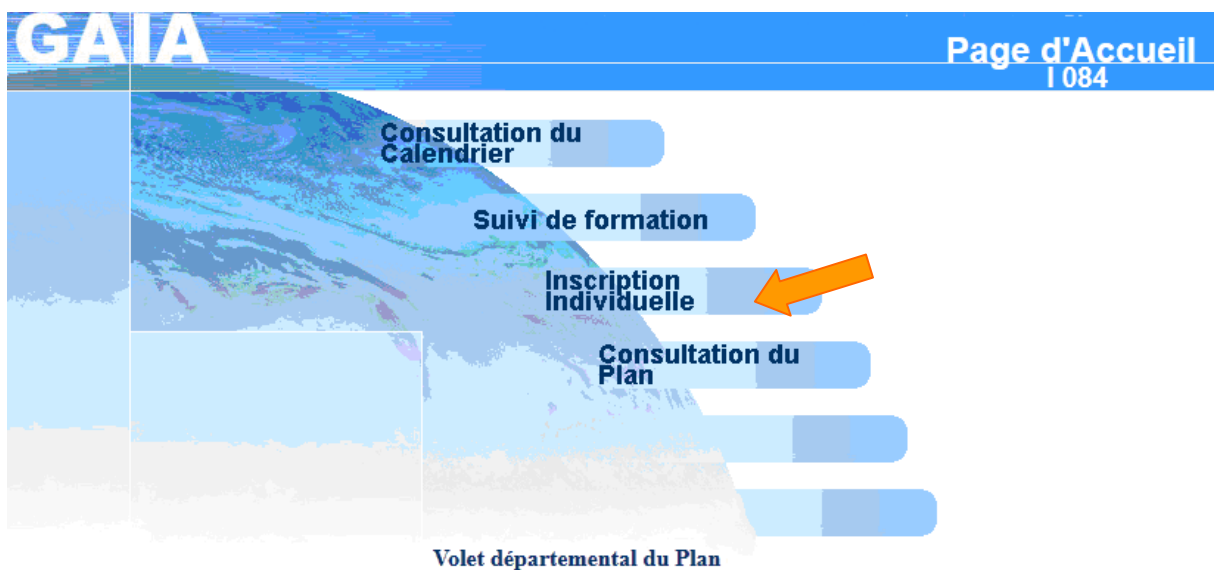 GAIA
Page d'Accueil
I 084
Consultation du
Calendrier
Suivi de formation
Inscription
Individuelle
Consultation du
Plan
Volet départemental du Plan